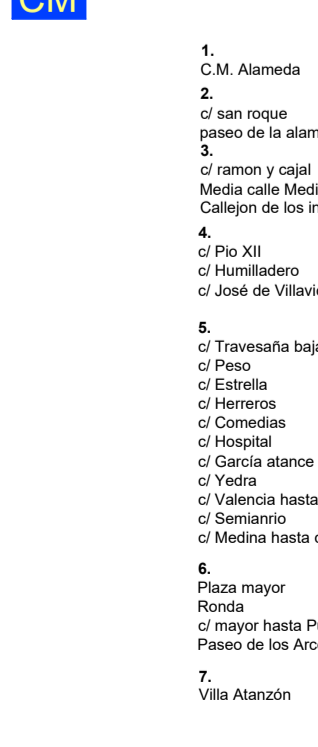 CM
1.
C.M. Alameda
2.
c/ san roque
paseo de la alam
3.
c/ ramon y cajal
Media calle Medi
Callejon de los in
4.
c/ Pio XII
c/ Humilladero
c/ José de Villavi
5.
c/ Travesaña baja
c/ Peso
c/ Estrella
c/ Herreros
c/ Comedias
c/ Hospital
c/ García atance
c/ Yedra
c/ Valencia hasta
c/ Semianrio
c/ Medina hasta
6.
Plaza mayor
Ronda
c/ mayor hasta P
Paseo de los Arc
7.
Villa Atanzón